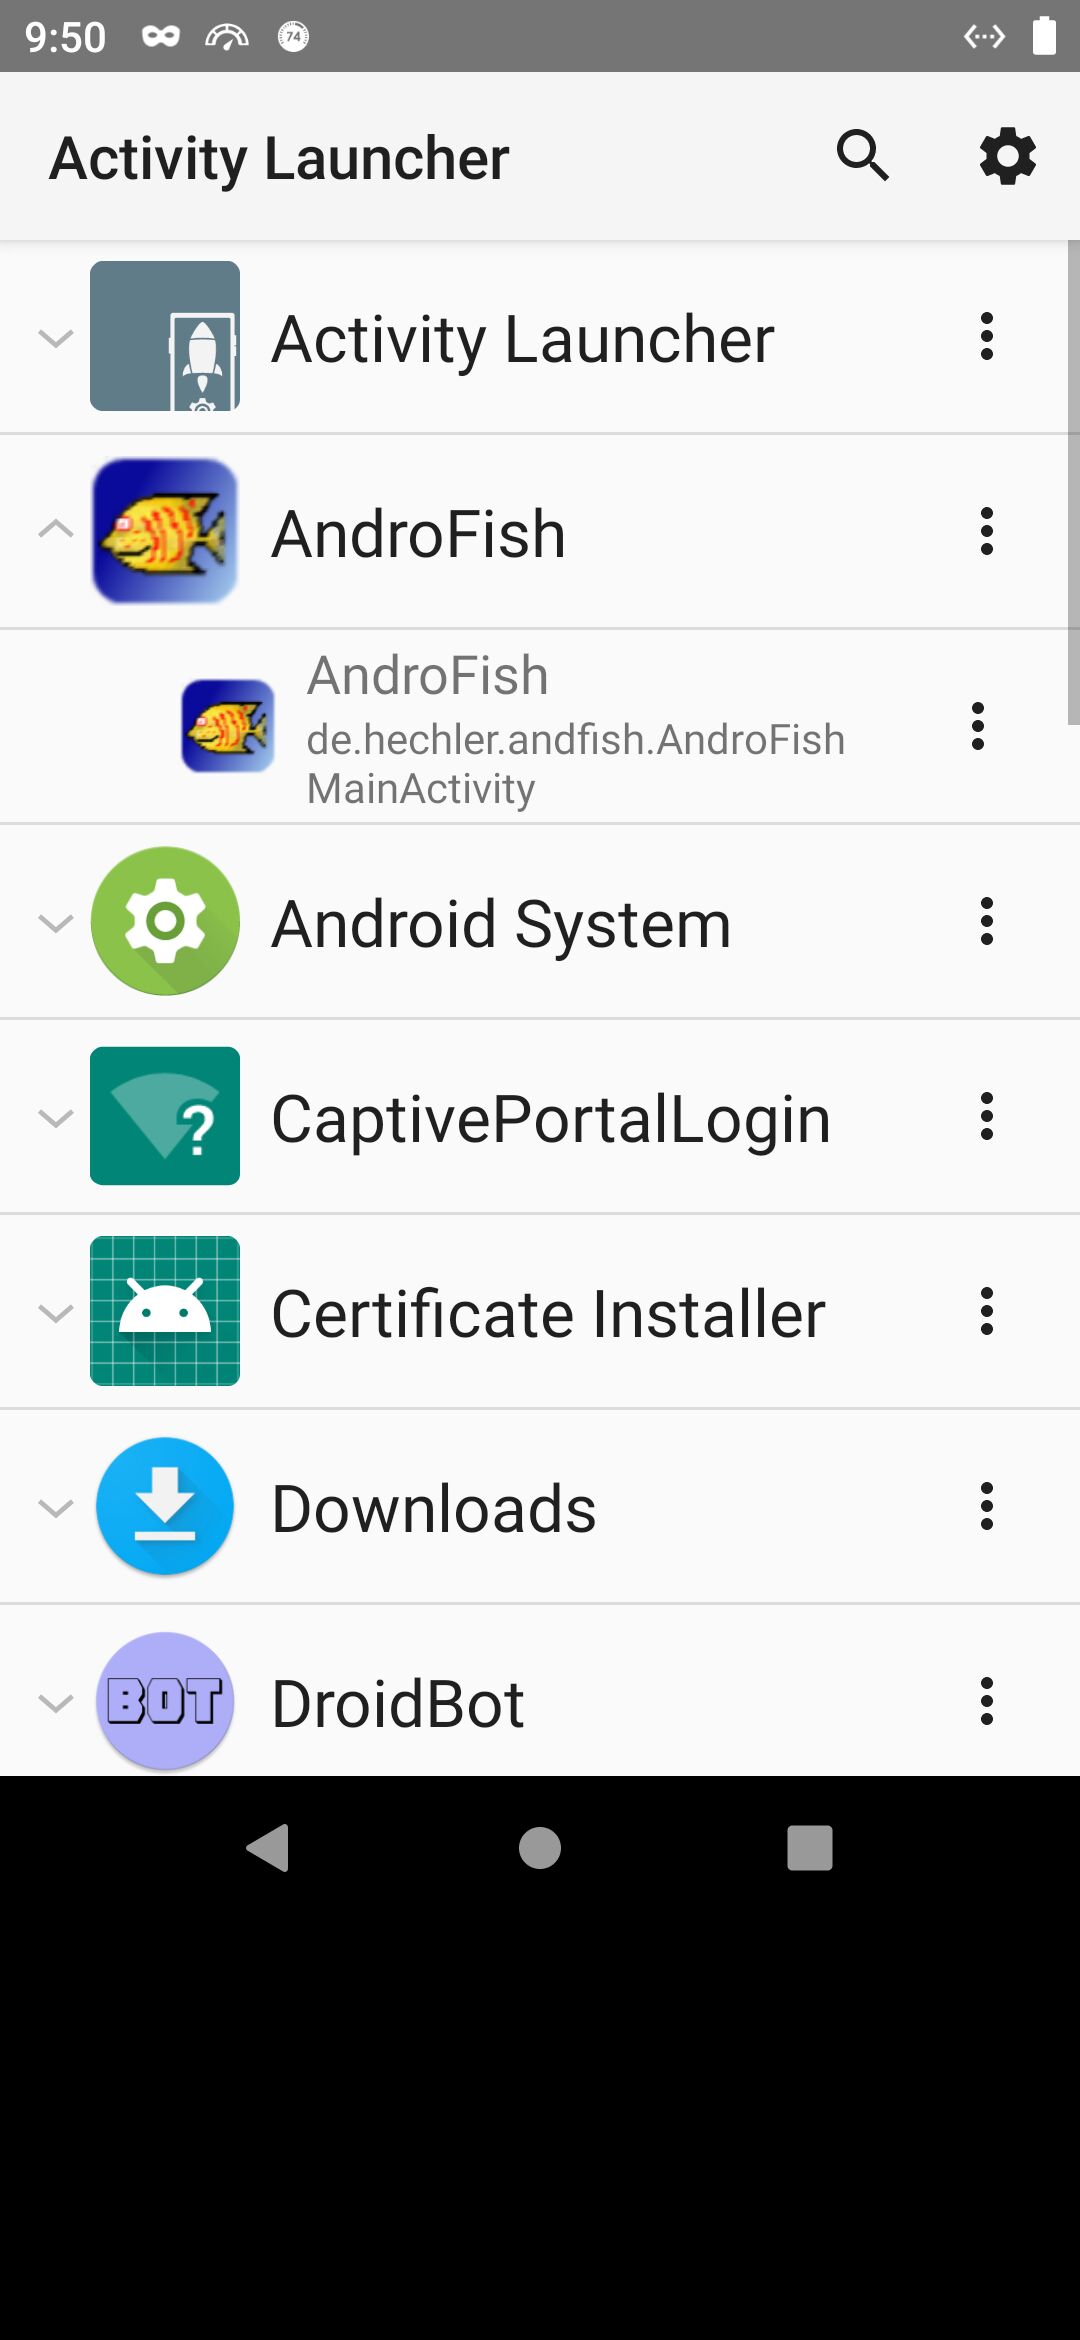 9:50
74
Activity Launcher
Activity Launcher
AndroFish
AndroFish
de.hechler.andfish.AndroFish
MainActivity
Android System
?
CaptivePortalLogin
Certificate Installer
Downloads
BOT
DroidBot